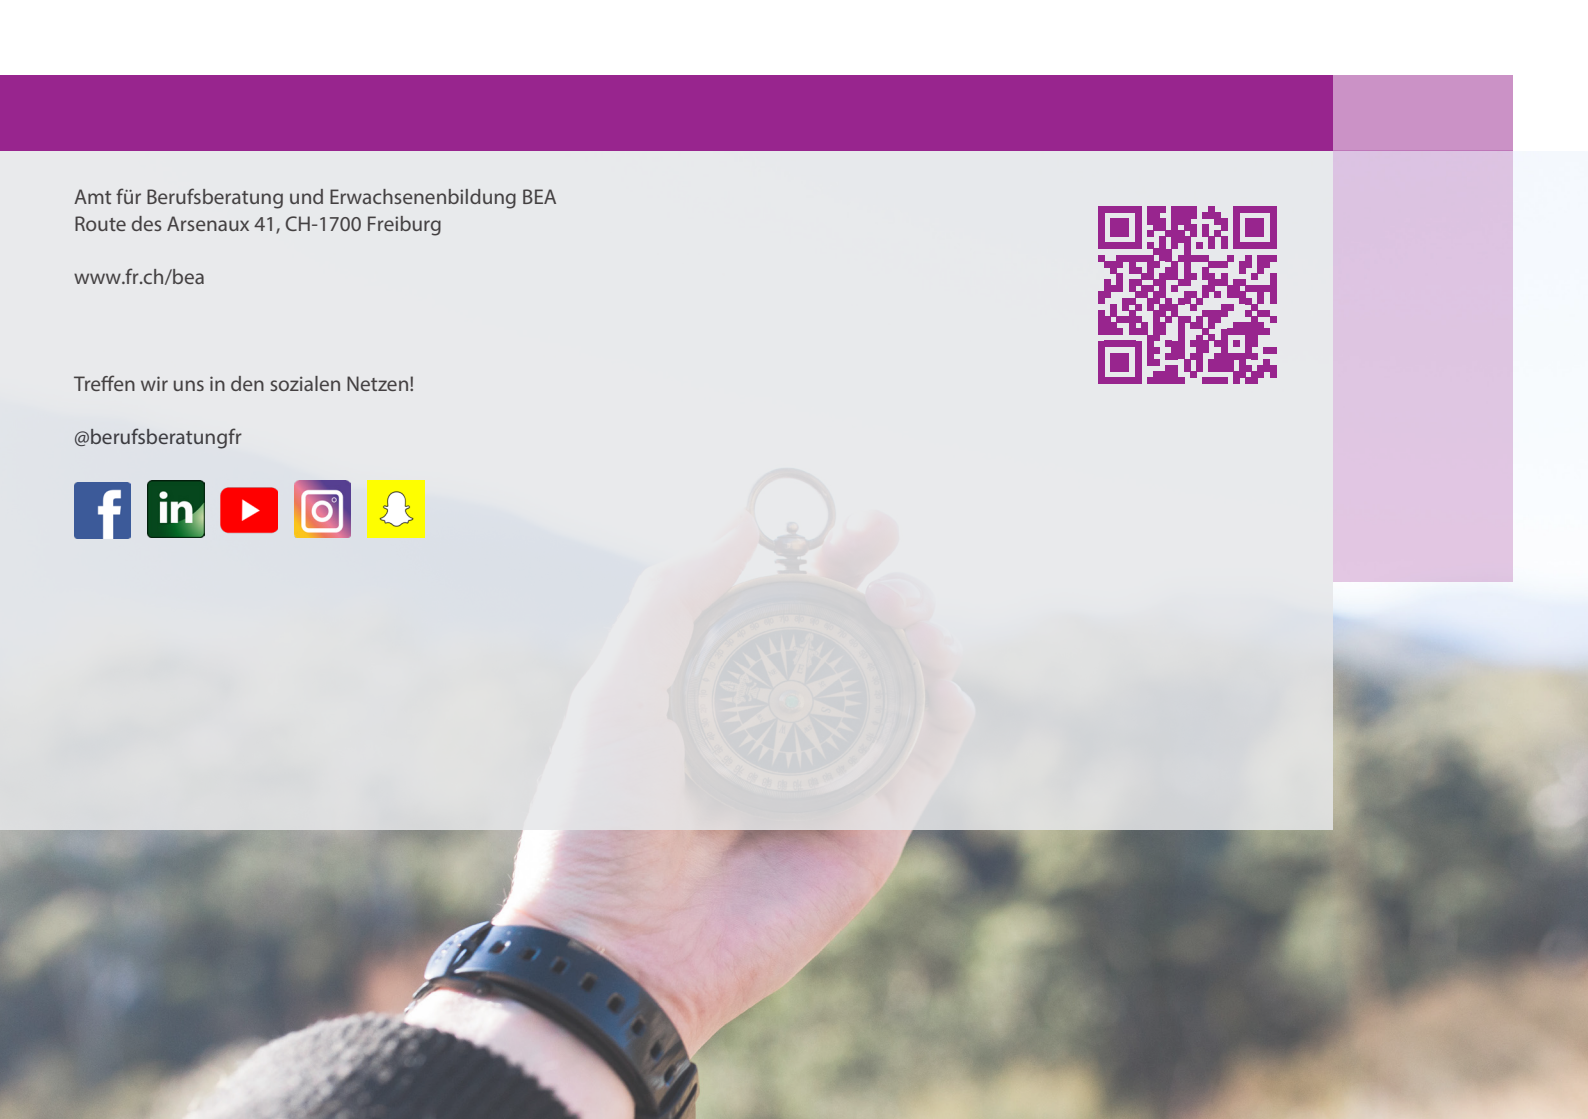 Amt für Berufsberatung und Erwachsenenbildung BEA
Route des Arsenaux 41, CH-1700 Freiburg
www.fr.ch/bea
Treffen wir uns in den sozialen Netzen!
@berufsberatungfr
f in